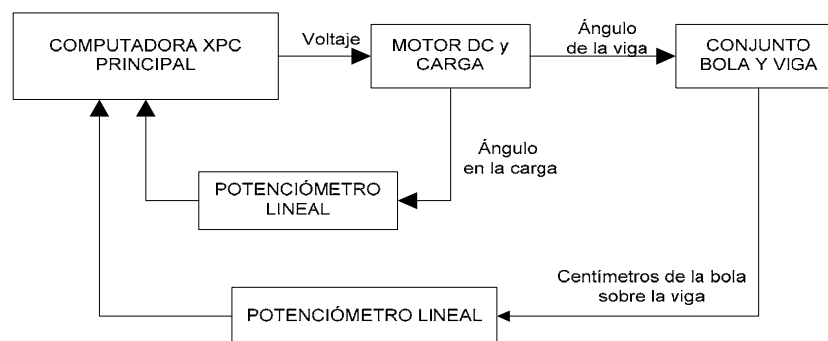 COMPUTADORA XPC
PRINCIPAL
Voltaje
MOTOR DC y
CARGA
Ángulo
de la viga
CONJUNTO
BOLA Y VIGA
Ángulo
en la carga
POTENCIÓMETRO
LINEAL
Centímetros de la bola
sobre la viga
POTENCIÓMETRO LINEAL